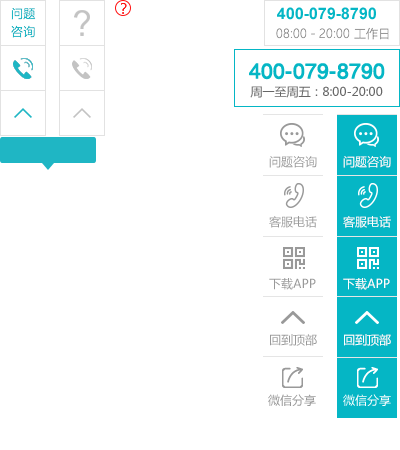 问题
咨询
?
?
400-079-8790
08:00 - 20:00 工作日
400-079-8790
周一至周五：8:00-20:00
问题咨询
问题咨询
客服电话
客服电话
下载APP
下载APP
回到顶部
回到顶部
微信分享
微信分享